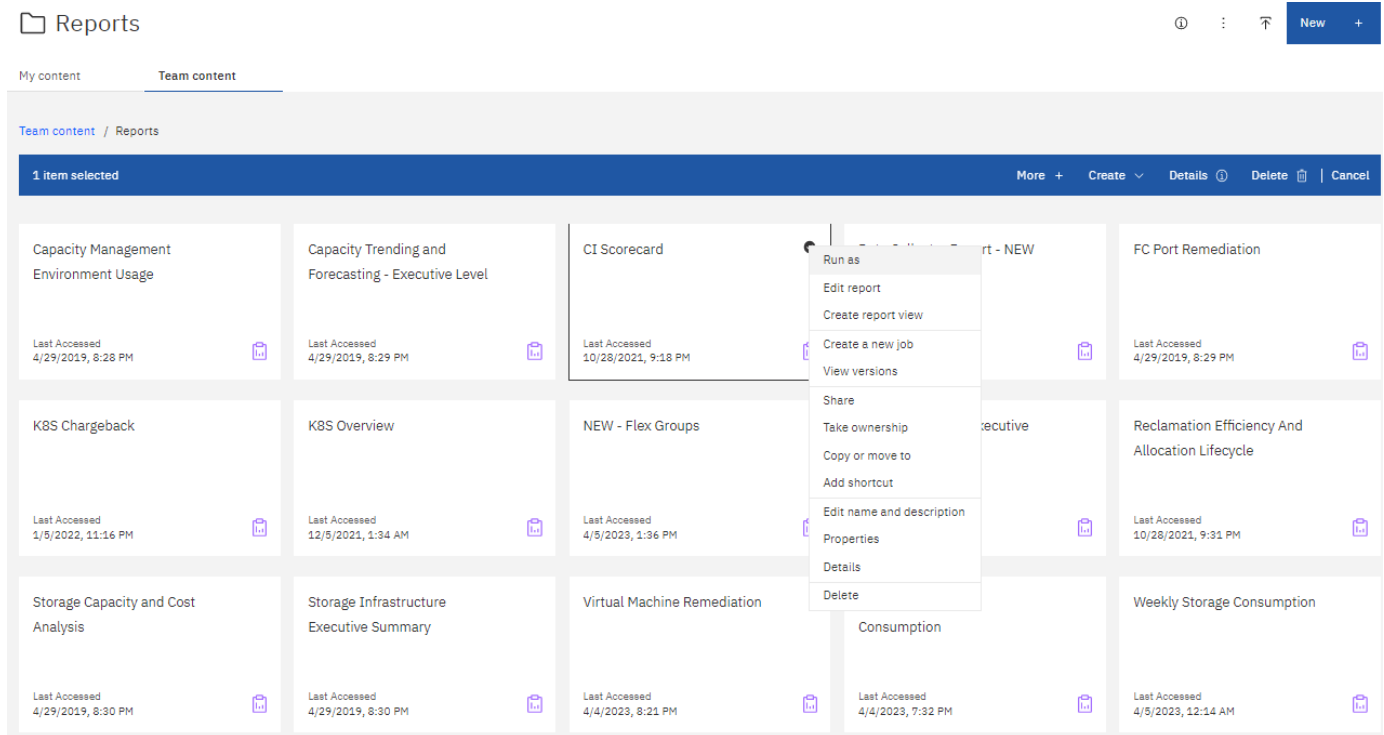 Reports
New +
My content
Team content
Team content / Reports
1 item selected
More +
Create
Details
Delete
Cancel
Capacity Management
Environment Usage
Last Accessed
4/29/2019, 8:28 PM
Capacity Trending and
Forecasting - Executive Level
Last Accessed
4/29/2019, 8:29 PM
CI Scorecard
Last Accessed
10/28/2021, 9:18 PM
rt - NEW
FC Port Remediation
Last Accessed
4/29/2019, 8:29 PM
Run as
Edit report
Create report view
Create a new job
View versions
Share
Take ownership
Copy or move to
Add shortcut
Edit name and description
Properties
Details
Delete
K8S Chargeback
Last Accessed
1/5/2022, 11:16 PM
K8S Overview
Last Accessed
12/5/2021, 1:34 AM
NEW - Flex Groups
Last Accessed
4/5/2023, 1:36 PM
ecutive
Reclamation Efficiency And
Allocation Lifecycle
Last Accessed
10/28/2021, 9:31 PM
Storage Capacity and Cost
Analysis
Last Accessed
4/29/2019, 8:30 PM
Storage Infrastructure
Executive Summary
Last Accessed
4/29/2019, 8:30 PM
Virtual Machine Remediation
Last Accessed
4/4/2023, 8:21 PM
Consumption
Last Accessed
4/4/2023, 7:32 PM
Weekly Storage Consumption
Last Accessed
4/5/2023, 12:14 AM